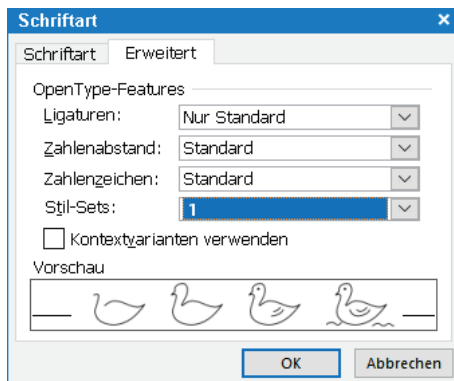 Schriftart
Schriftart Erweitert
OpenType-Features
Ligaturen: Nur Standard
Zahlenabstand: Standard
Zahlenzeichen: Standard
Stil-Sets: 1
Kontextvarianten verwenden
Vorschau
OK Abbrechen